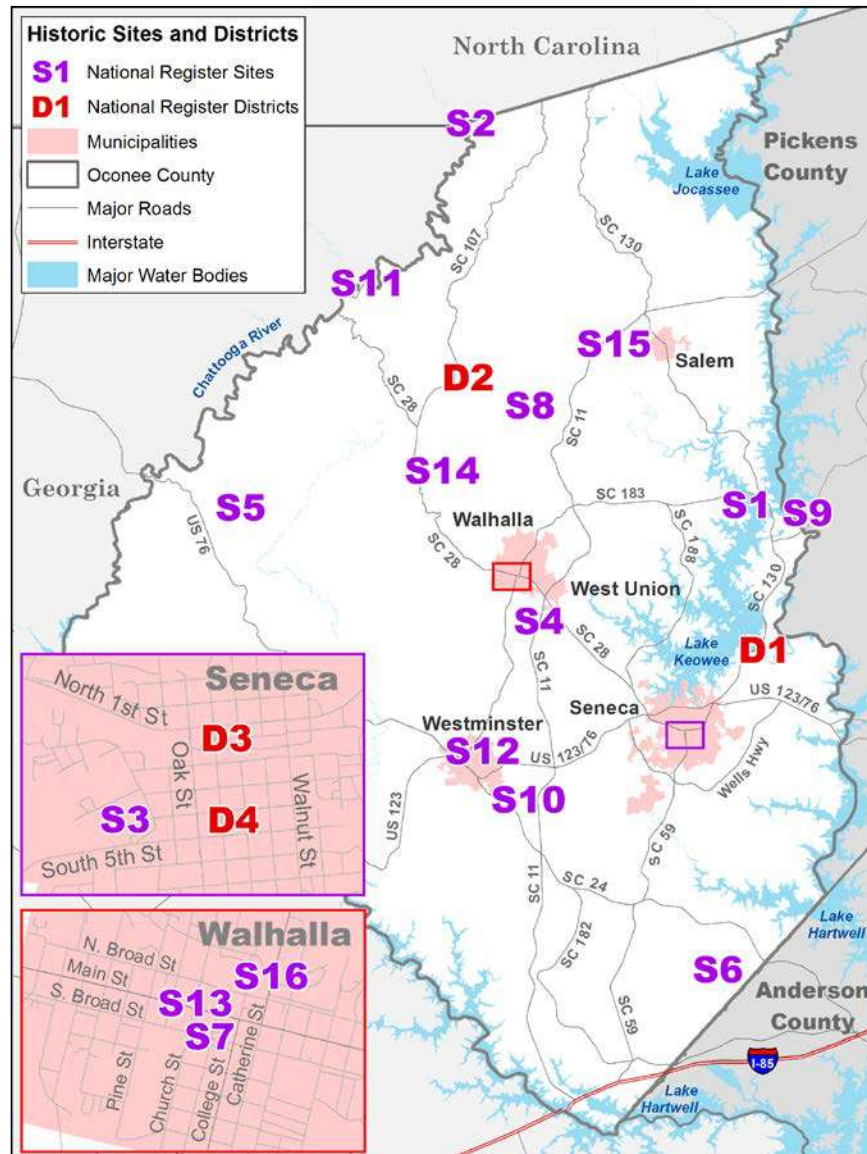 Historic Sites and Districts
S1 National Register Sites
D1 National Register Districts
Municipalities
Oconee County
Major Roads
Interstate
Major Water Bodies
North Carolina
S2
Pickens
County
Lake
Jocassee
SC 107
SC 130
S11
Chattooga River
S15
Salem
D2
S8
SC 28
SC 11
S14
Georgia
S5
US 76
SC 183
S1
S9
Walhalla
SC 188
SC 28
SC 130
West Union
S4
SC 28
Lake
Keowee
D1
SC 11
Seneca
US 123/76
Westminster
S12
US 123/76
Wells Hwy
S10
US 123
SC 59
SC 11
SC 24
SC 182
S6
Lake
Hartwell
Anderson
County
SC 59
I-85
Lake
Hartwell
Seneca
North 1st St
D3
Oak St
Walnut St
S3
D4
South 5th St
Walhalla
N. Broad St
S16
Main St
S13
S. Broad St
S7
Pine St
Church St
College St
Catherine St